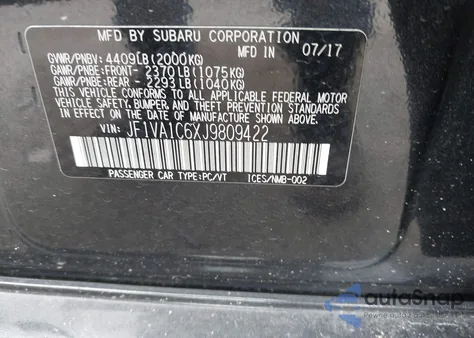 MFD BY SUBARU CORPORATION
GVWR/PNBV: 4409LB(2000KG) IN 07/17
GAWR/PNBE:FRONT- 2370LB(1075KG)
GAWR/PNBE:REAR - 2293LB(1040KG)
THIS VEHICLE CONFORMS TO ALL APPLICABLE FEDERAL MOTOR
VEHICLE SAFETY, BUMPER, AND THEFT PREVENTION STANDARDS
IN EFFECT ON THE DATE OF MANUFACTURE SHOWN ABOVE.
VIN: JF1VA1C6XJ9809422
PASSENGER CAR TYPE:PC/VT ICES/NMB-002
autoSnap